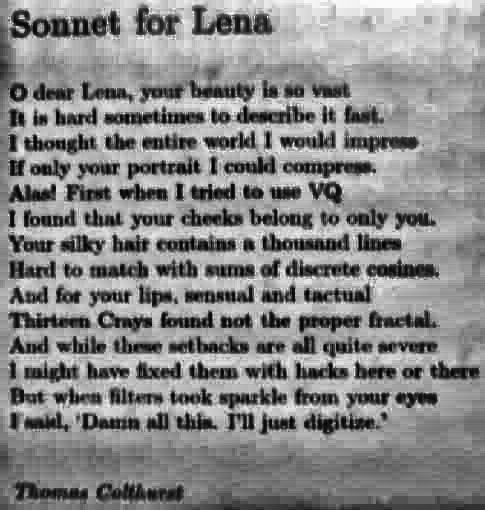 Sonnet for Lena
O dear Lena, your beauty is so vast
It is hard sometimes to describe it fast.
I thought the entire world I would impress
If only your portrait I could compress.
Alas! First when I tried to use VQ
I found that your cheeks belong to only you.
Your silky hair contains a thousand lines
Hard to match with sums of discrete cosines.
And for your lips, sensual and tactual
Thirteen Crays found not the proper fractal.
And while these setbacks are all quite severe
I might have fixed them with hacks here or there
But when filters took sparkle from your eyes
I said, 'Damn all this. I'll just digitize.'
Thomas Colthurst